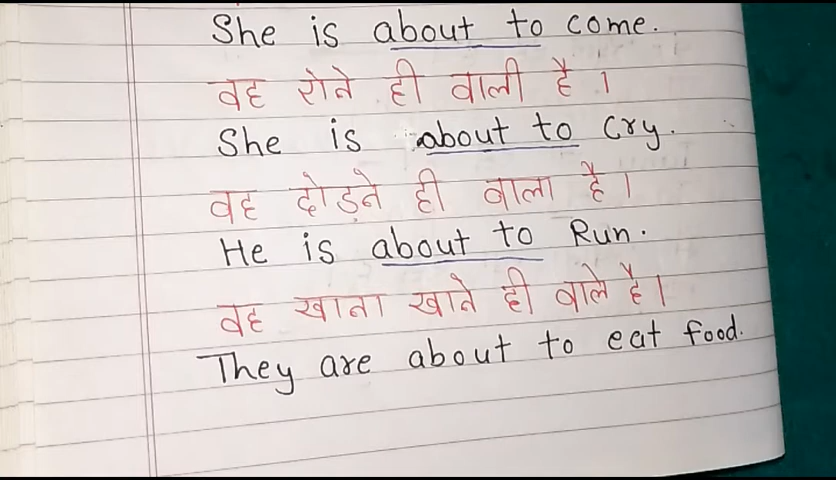 She is about to come.
वह रोने ही वाली है ।
She is about to Cry.
वह दोड़ने ही वाला है ।
He is about to Run.
वह खाना खाने ही वाले है ।
They are about to eat food.